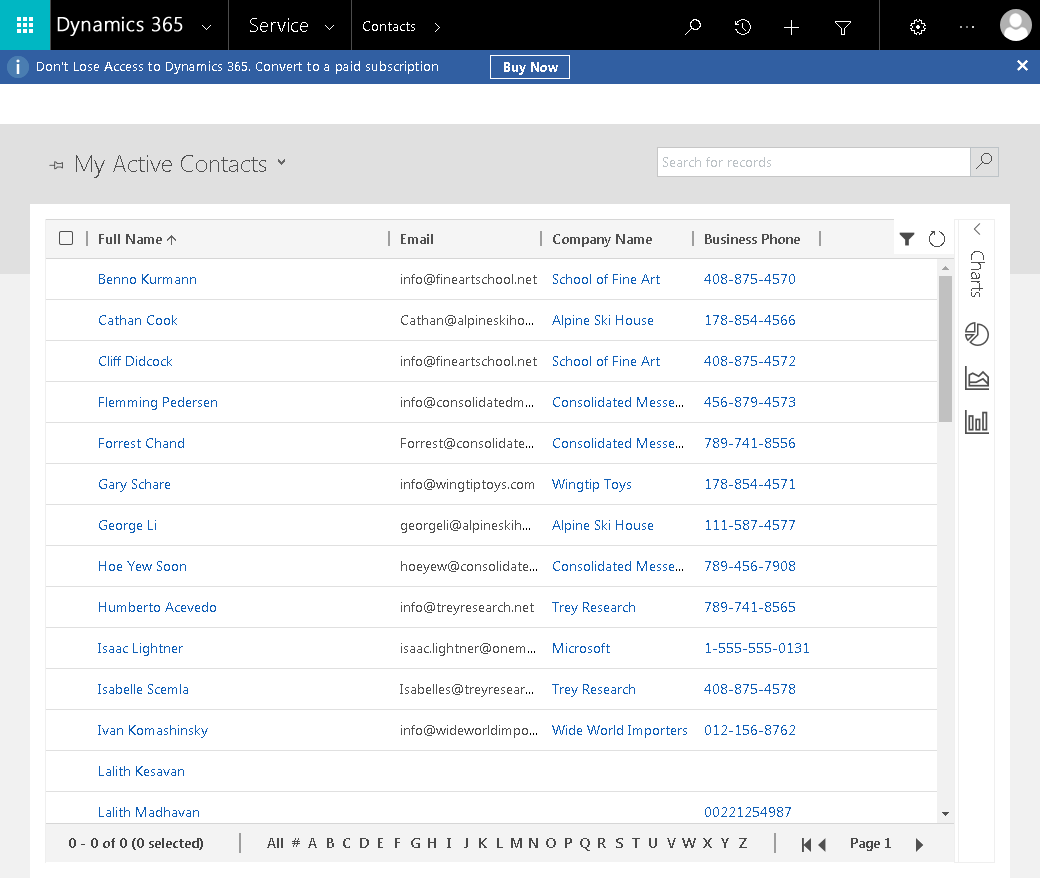 Dynamics 365 Service Contacts
Don't Lose Access to Dynamics 365. Convert to a paid subscription Buy Now
My Active Contacts Search for records
Full Name Email Company Name Business Phone
Benno Kurmann info@fineartschool.net School of Fine Art 408-875-4570
Cathan Cook Cathan@alpineskiho... Alpine Ski House 178-854-4566
Cliff Didcock info@fineartschool.net School of Fine Art 408-875-4572
Flemming Pedersen info@consolidatedm... Consolidated Messe... 456-879-4573
Forrest Chand Forrest@consolidate... Consolidated Messe... 789-741-8556
Gary Schare info@wingtiptoys.com Wingtip Toys 178-854-4571
George Li georgeli@alpineskih... Alpine Ski House 111-587-4577
Hoe Yew Soon hoeyew@consolidate... Consolidated Messe... 789-456-7908
Humberto Acevedo info@treyresearch.net Trey Research 789-741-8565
Isaac Lightner isaac.lightner@onem... Microsoft 1-555-555-0131
Isabelle Scemla Isabelles@treyresear... Trey Research 408-875-4578
Ivan Komashinsky info@wideworldimpo... Wide World Importers 012-156-8762
Lalith Kesavan
Lalith Madhavan 00221254987
0 - 0 of 0 (0 selected) All # A B C D E F G H I J K L M N O P Q R S T U V W X Y Z Page 1
Charts